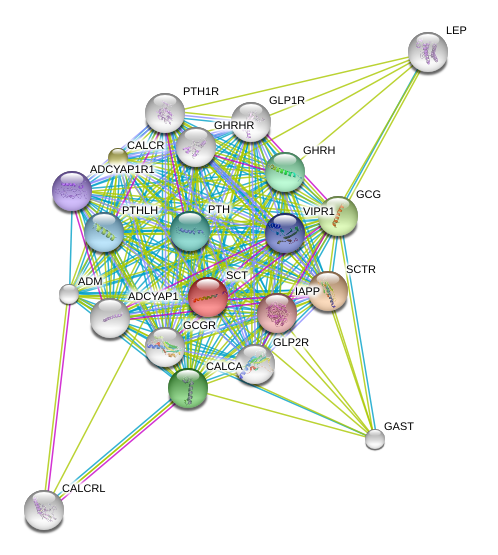 LEP
PTH1R
GLP1R
GHRHR
CALCR
GHRH
ADCYAP1R1
GCG
PTHLH
PTH
VIPR1
SCTR
SCT
ADM
IAPP
ADCYAP1
GCGR
GLP2R
CALCA
GAST
CALCRL